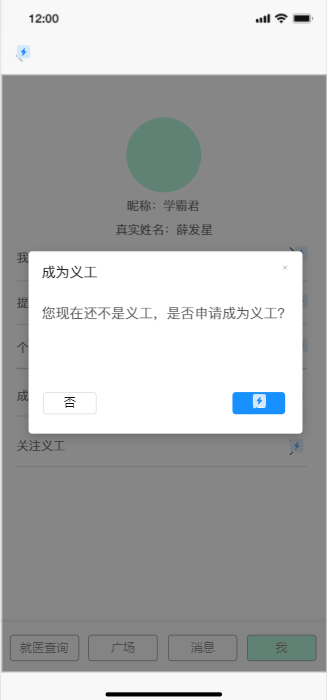 12:00
昵称：学霸君
真实姓名：薛发星
我
成为义工
×
提
您现在还不是义工，是否申请成为义工？
个
成
否
关注义工
就医查询
广场
消息
我